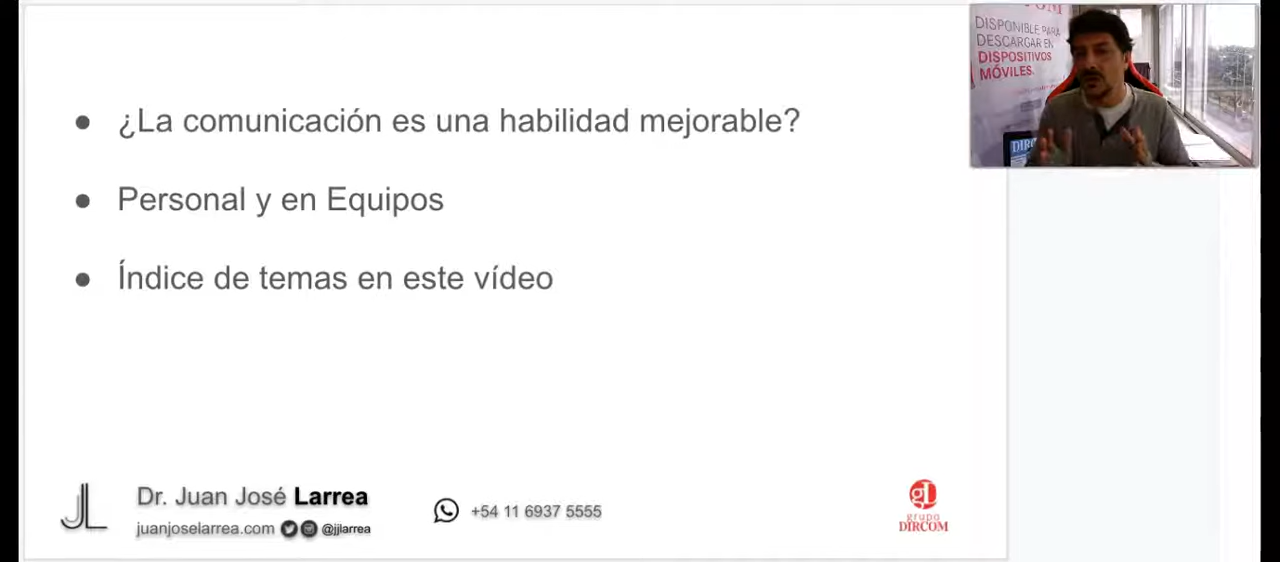 ¿La comunicación es una habilidad mejorable?
Personal y en Equipos
Índice de temas en este vídeo
DISPONIBLE PARA
DESCARGAR EN
DISPOSITIVOS
MÓVILES.
Dr. Juan José Larrea
juanjoselarrea.com @jjlarrea
+54 11 6937 5555
JL
gL
grupo
DIRCOM